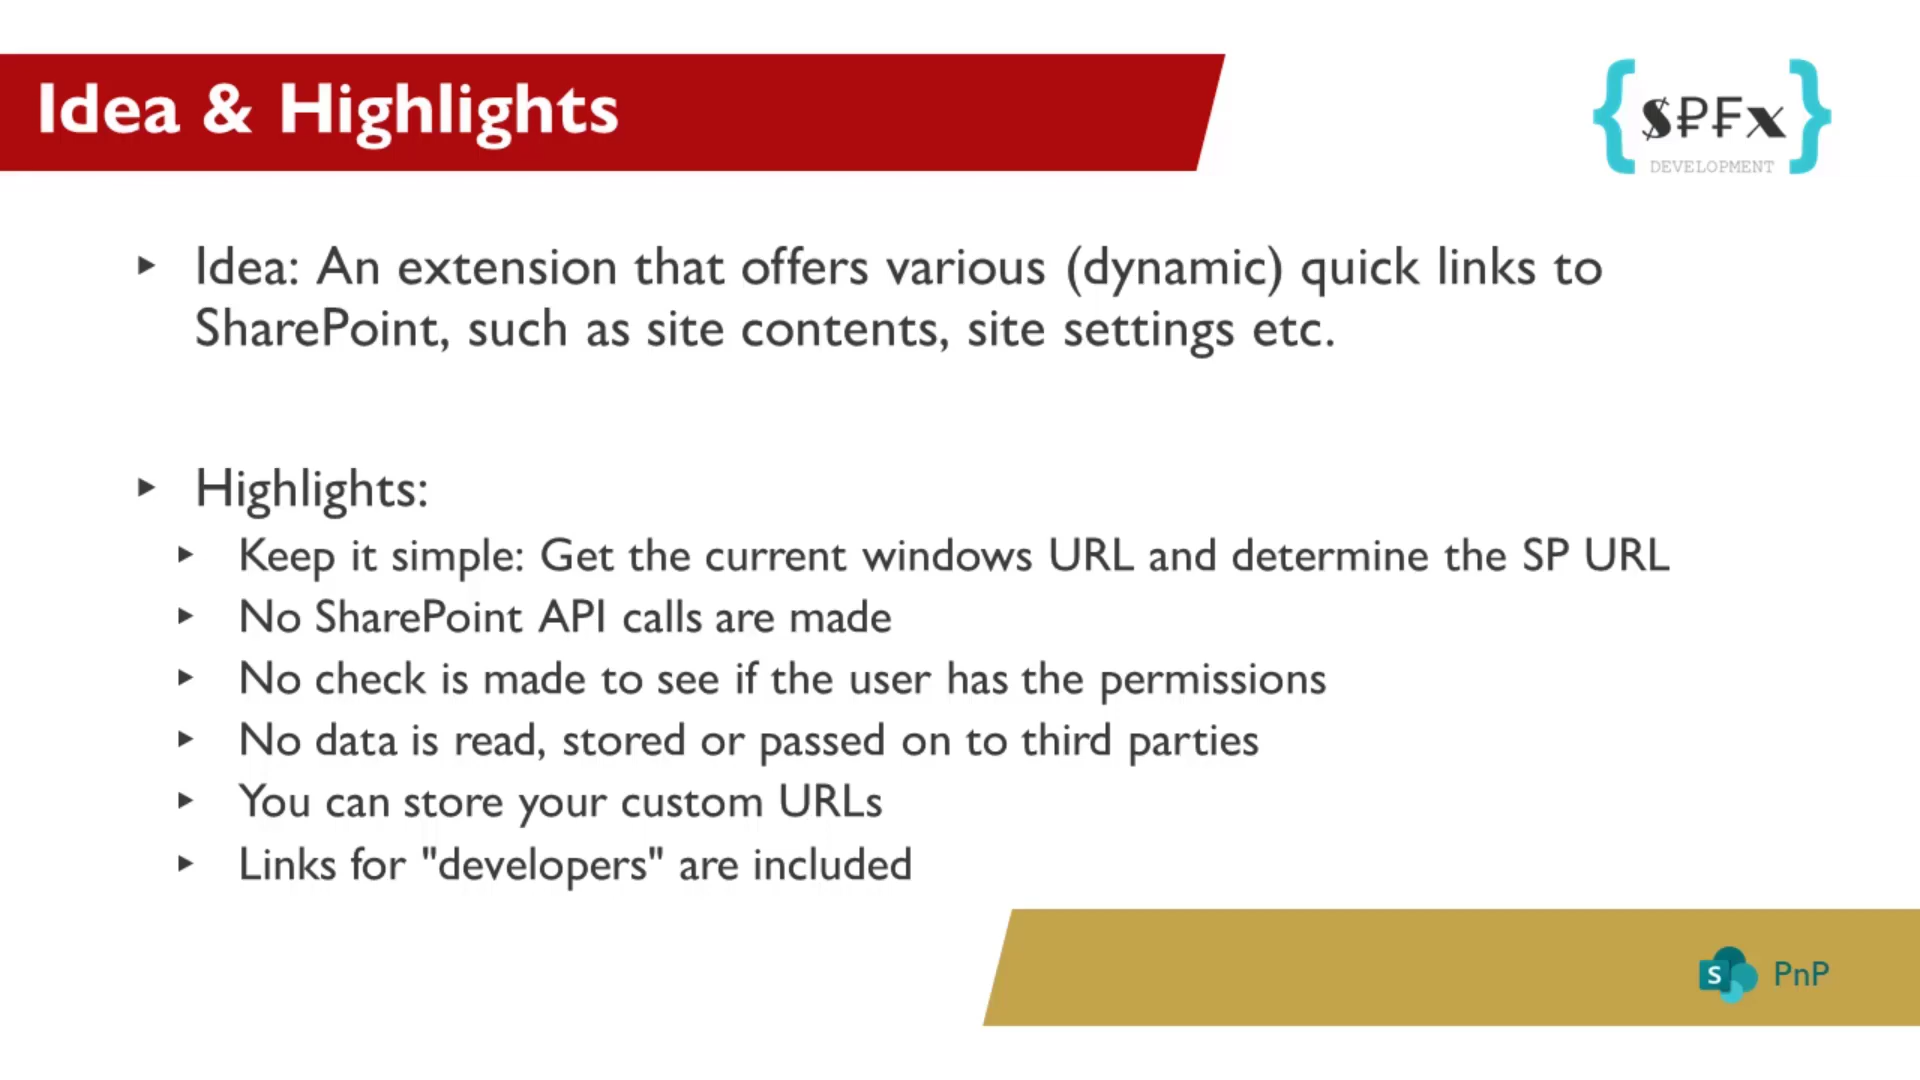 Idea & Highlights
$₽Fx
DEVELOPMENT
‣ Idea: An extension that offers various (dynamic) quick links to
SharePoint, such as site contents, site settings etc.
‣ Highlights:
‣ Keep it simple: Get the current windows URL and determine the SP URL
‣ No SharePoint API calls are made
‣ No check is made to see if the user has the permissions
‣ No data is read, stored or passed on to third parties
‣ You can store your custom URLs
‣ Links for "developers" are included
S PnP